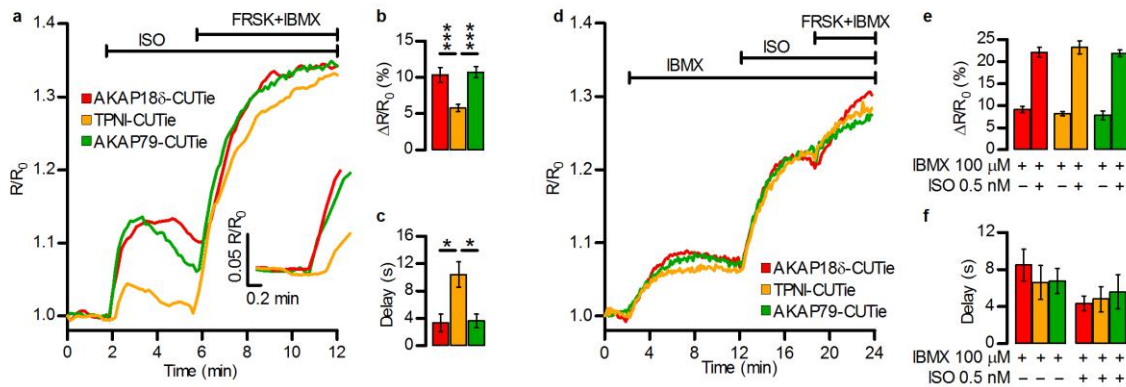 a
FRSK+IBMX
ISO
AKAP18δ-CUTie
TPNI-CUTie
AKAP79-CUTie
R/R0
1.4
1.3
1.2
1.1
1.0
0.05 R/R0
0.2 min
0 2 4 6 8 10 12
Time (min)
b
*** ***
ΔR/R0 (%)
15
10
5
0
c
* *
Delay (s)
16
12
8
4
0
d
FRSK+IBMX
ISO
IBMX
R/R0
1.4
1.3
1.2
1.1
1.0
AKAP18δ-CUTie
TPNI-CUTie
AKAP79-CUTie
0 4 8 12 16 20 24
Time (min)
e
ΔR/R0 (%)
25
20
15
10
5
0
IBMX 100 μM + + + + + +
ISO 0.5 nM − + − + − +
f
Delay (s)
12
8
4
0
IBMX 100 μM + + + + + +
ISO 0.5 nM − − − + + +